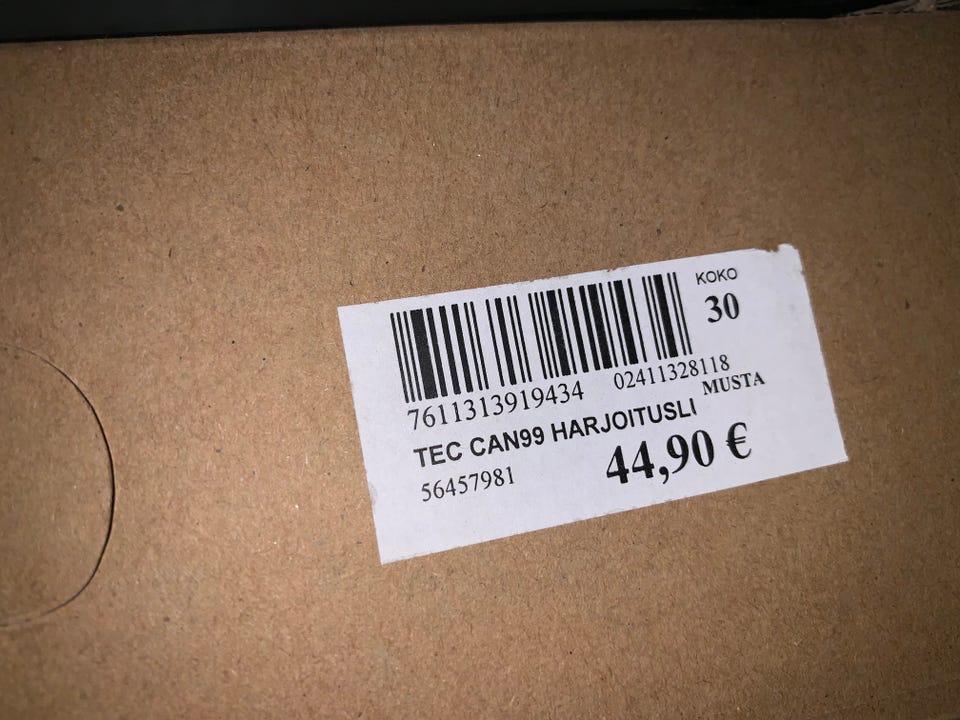 KOKO
30
7611313919434 02411328118
TEC CAN99 HARJOITUSLI MUSTA
56457981 44,90 €